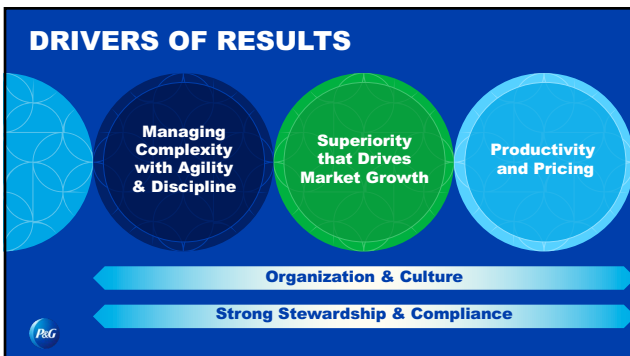 DRIVERS OF RESULTS
Managing
Complexity
with Agility
& Discipline
Superiority
that Drives
Market Growth
Productivity
and Pricing
Organization & Culture
Strong Stewardship & Compliance
P&G